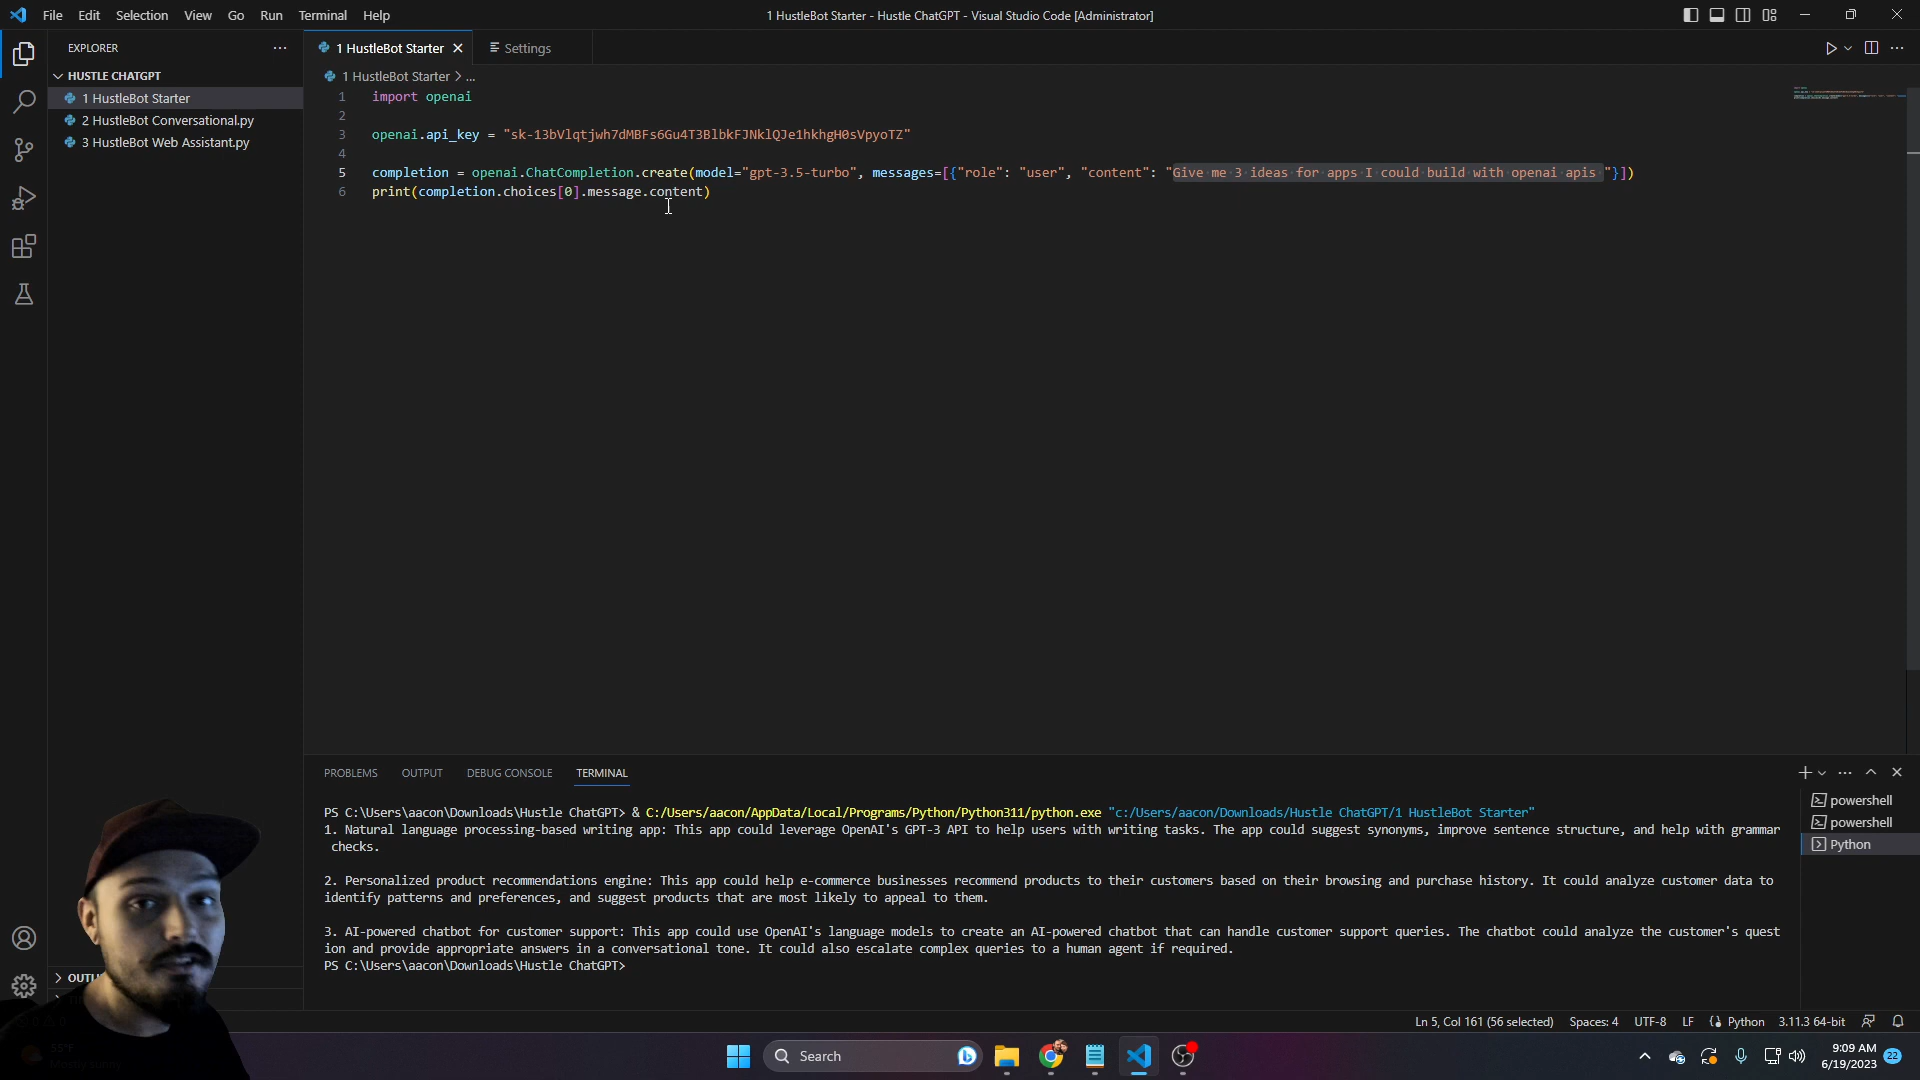 File Edit Selection View Go Run Terminal Help
1 HustleBot Starter - Hustle ChatGPT - Visual Studio Code [Administrator]
EXPLORER
HUSTLE CHATGPT
1 HustleBot Starter
2 HustleBot Conversational.py
3 HustleBot Web Assistant.py
1 HustleBot Starter
Settings
1 HustleBot Starter > ...
1 import openai
2
3 openai.api_key = "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"
4
5 completion = openai.ChatCompletion.create(model="gpt-3.5-turbo", messages=[{"role": "user", "content": "Give me 3 ideas for apps I could build with openai apis "}])
6 print(completion.choices[0].message.content)
PROBLEMS OUTPUT DEBUG CONSOLE TERMINAL
PS C:\Users\aacon\Downloads\Hustle ChatGPT> & C:/Users/aacon/AppData/Local/Programs/Python/Python311/python.exe "c:/Users/aacon/Downloads/Hustle ChatGPT/1 HustleBot Starter"
1. Natural language processing-based writing app: This app could leverage OpenAI's GPT-3 API to help users with writing tasks. The app could suggest synonyms, improve sentence structure, and help with grammar
checks.
2. Personalized product recommendations engine: This app could help e-commerce businesses recommend products to their customers based on their browsing and purchase history. It could analyze customer data to
identify patterns and preferences, and suggest products that are most likely to appeal to them.
3. AI-powered chatbot for customer support: This app could use OpenAI's language models to create an AI-powered chatbot that can handle customer support queries. The chatbot could analyze the customer's quest
ion and provide appropriate answers in a conversational tone. It could also escalate complex queries to a human agent if required.
PS C:\Users\aacon\Downloads\Hustle ChatGPT>
powershell
powershell
Python
Ln 5, Col 161 (56 selected) Spaces: 4 UTF-8 LF Python 3.11.3 64-bit
55°F
Search
9:09 AM
6/19/2023
22